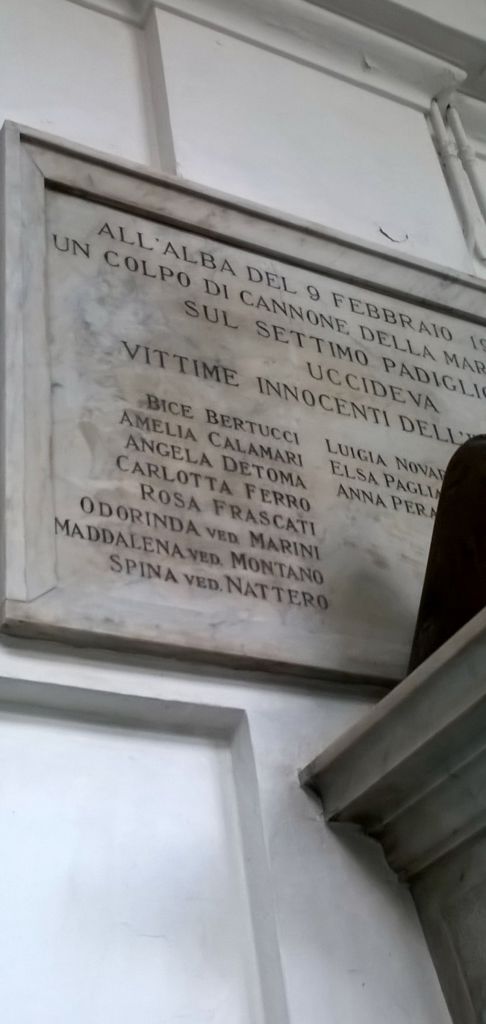 ALL'ALBA DEL 9 FEBBRAIO
UN COLPO DI CANNONE DELLA
SUL SETTIMO
UCCIDEVA
VITTIME INNOCENTI
BICE BERTUCCI
AMELIA CALAMARI
ANGELA DETOMA
CARLOTTA FERRO
ROSA FRASCATI
ODORINDA VED. MARINI
MADDALENA VED. MONTANO
SPINA VED. NATTERO
LUIGIA
ELSA
ANNA